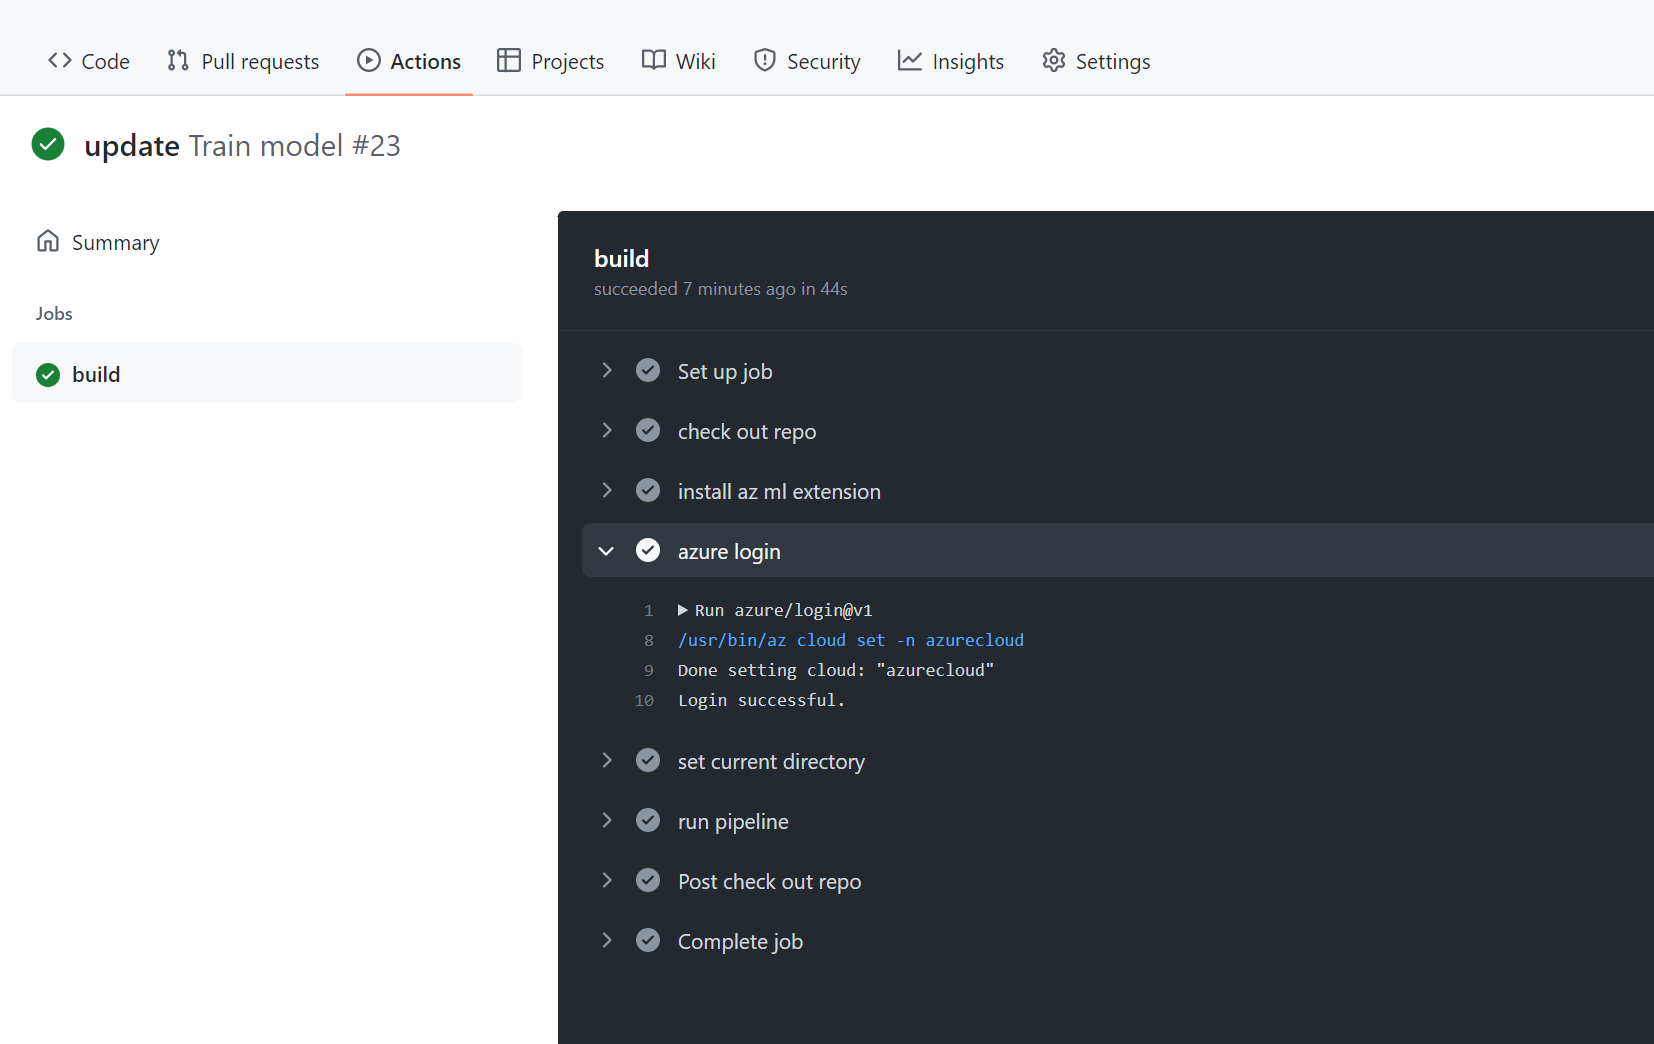 Code Pull requests Actions Projects Wiki Security Insights Settings
update Train model #23
Summary
Jobs
build
build
succeeded 7 minutes ago in 44s
Set up job
check out repo
install az ml extension
azure login
1 Run azure/login@v1
8 /usr/bin/az cloud set -n azurecloud
9 Done setting cloud: "azurecloud"
10 Login successful.
set current directory
run pipeline
Post check out repo
Complete job